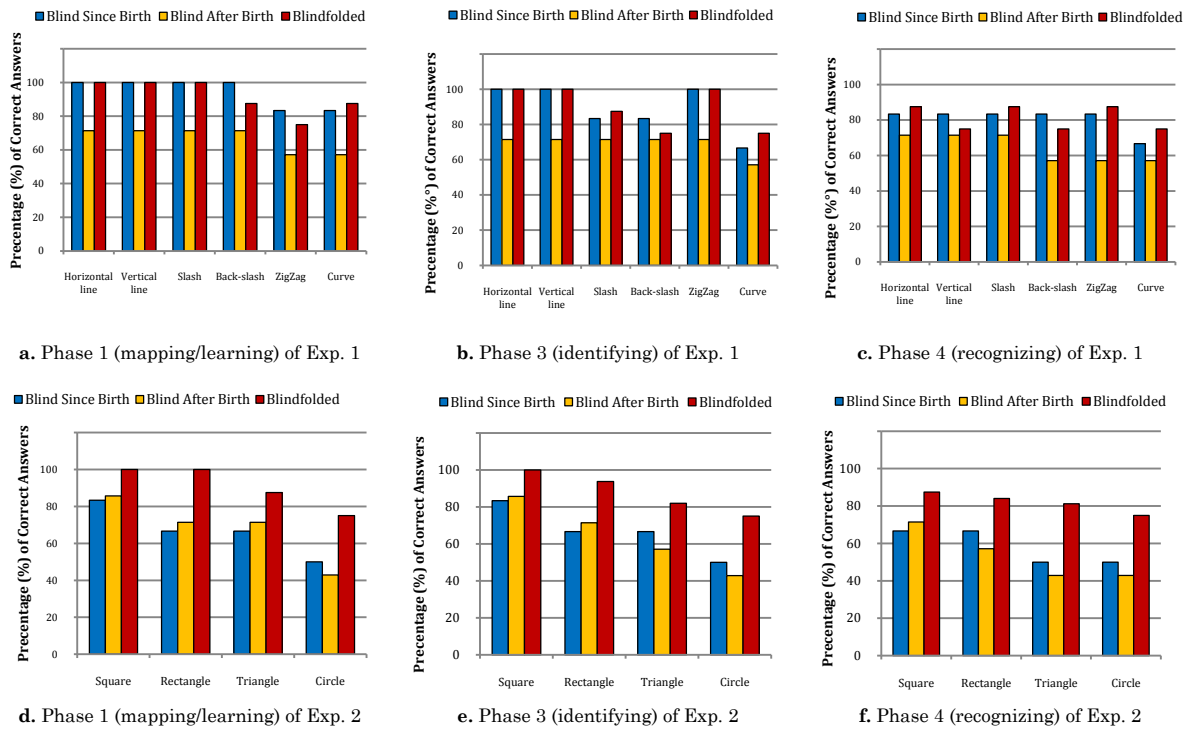 Blind Since Birth Blind After Birth Blindfolded
Precentage (%) of Correct Answers
100
80
60
40
20
0
Horizontal line Vertical line Slash Back-slash ZigZag Curve
a. Phase 1 (mapping/learning) of Exp. 1
Blind Since Birth Blind After Birth Blindfolded
Precentage (%°) of Correct Answers
100
80
60
40
20
0
Horizontal line Vertical line Slash Back-slash ZigZag Curve
b. Phase 3 (identifying) of Exp. 1
Blind Since Birth Blind After Birth Blindfolded
Precentage (%°) of Correct Answers
100
80
60
40
20
0
Horizontal line Vertical line Slash Back-slash ZigZag Curve
c. Phase 4 (recognizing) of Exp. 1
Blind Since Birth Blind After Birth Blindfolded
Precentage (%) of Correct Answers
100
80
60
40
20
0
Square Rectangle Triangle Circle
d. Phase 1 (mapping/learning) of Exp. 2
Blind Since Birth Blind After Birth Blindfolded
Precentage (%) of Correct Answers
100
80
60
40
20
0
Square Rectangle Triangle Circle
e. Phase 3 (identifying) of Exp. 2
Blind Since Birth Blind After Birth Blindfolded
Precentage (%) of Correct Answers
100
80
60
40
20
0
Square Rectangle Triangle Circle
f. Phase 4 (recognizing) of Exp. 2